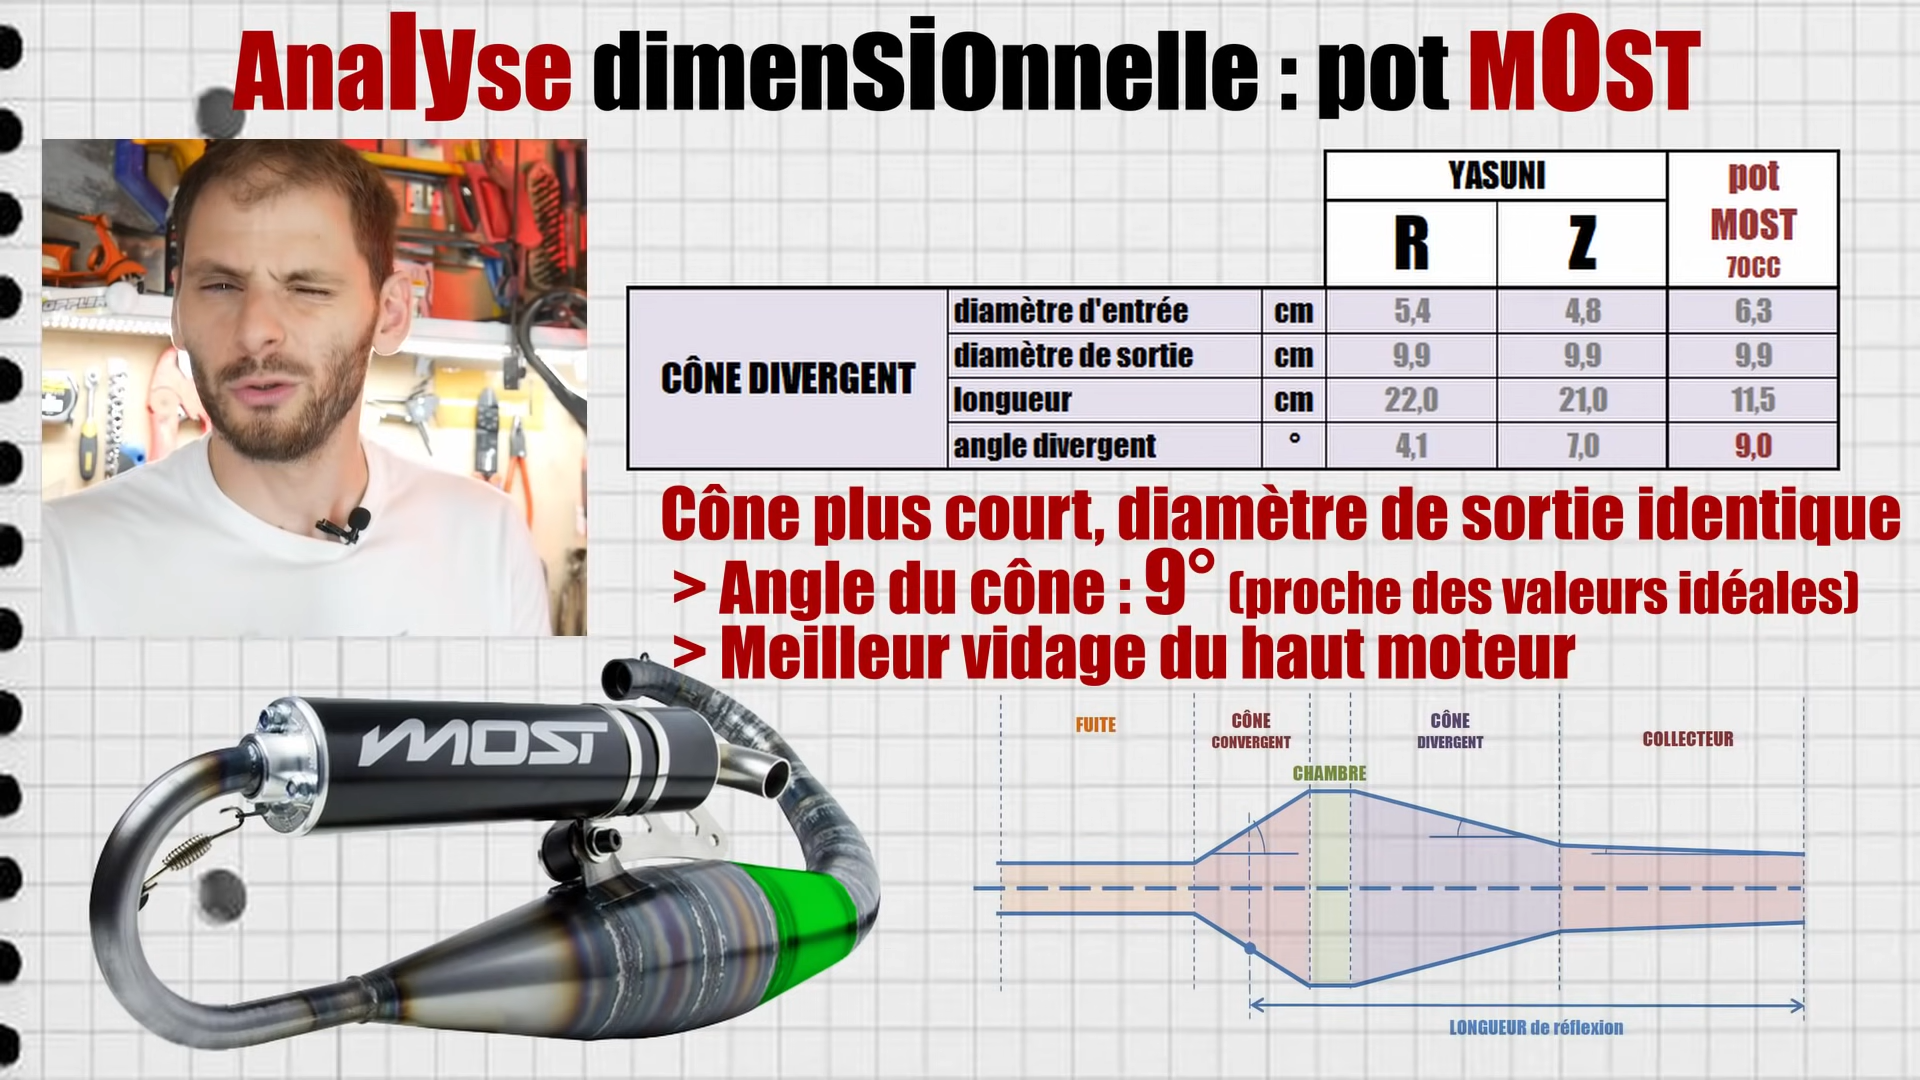 Analyse dimensionnelle : pot MOST
YASUNI
pot
MOST
70CC
R
Z
CÔNE DIVERGENT
diamètre d'entrée cm 5,4 4,8 6,3
diamètre de sortie cm 9,9 9,9 9,9
longueur cm 22,0 21,0 11,5
angle divergent ° 4,1 7,0 9,0
Cône plus court, diamètre de sortie identique
> Angle du cône : 9° (proche des valeurs idéales)
> Meilleur vidage du haut moteur
MOST
FUITE
CÔNE
CONVERGENT
CHAMBRE
CÔNE
DIVERGENT
COLLECTEUR
LONGUEUR de réflexion